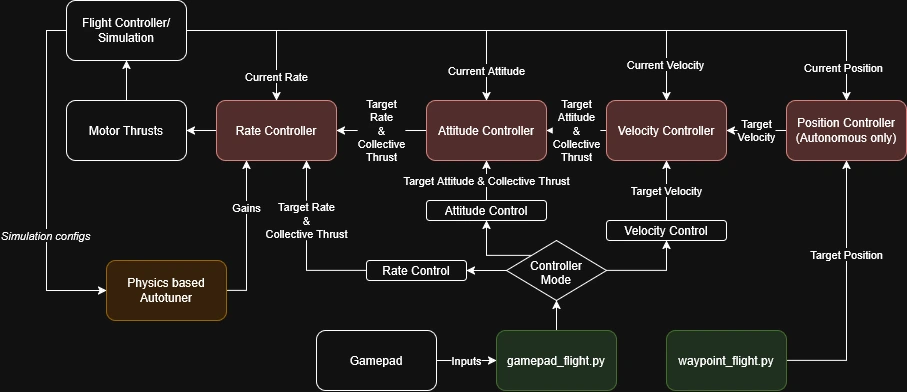 Flight Controller/
Simulation
Current Rate
Current Attitude
Current Velocity
Current Position
Motor Thrusts
Rate Controller
Target
Rate
&
Collective
Thrust
Attitude Controller
Target
Attitude
&
Collective
Thrust
Velocity Controller
Target
Velocity
Position Controller
(Autonomous only)
Target Attitude & Collective Thrust
Target Velocity
Gains
Target Rate
&
Collective Thrust
Attitude Control
Velocity Control
Simulation configs
Target Position
Physics based
Autotuner
Rate Control
Controller
Mode
Gamepad
Inputs
gamepad_flight.py
waypoint_flight.py